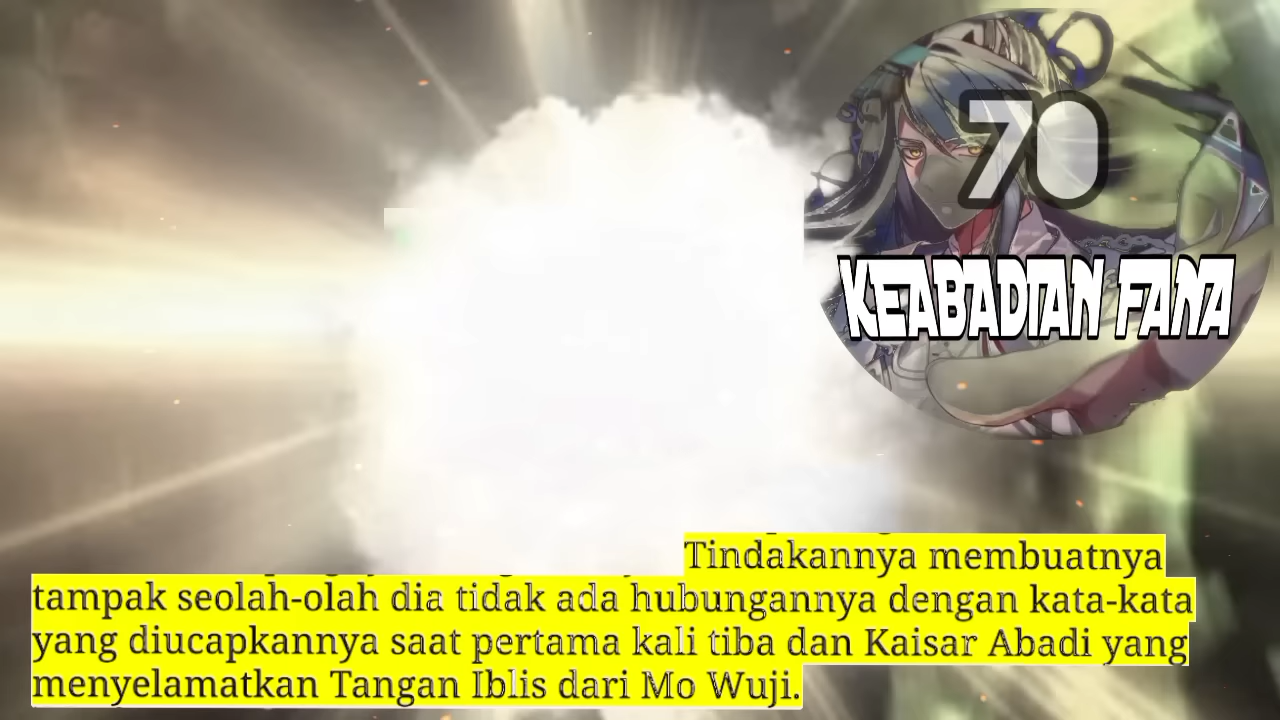 70
KEABADIAN FANA
Tindakannya membuatnya
tampak seolah-olah dia tidak ada hubungannya dengan kata-kata
yang diucapkannya saat pertama kali tiba dan Kaisar Abadi yang
menyelamatkan Tangan Iblis dari Mo Wuji.